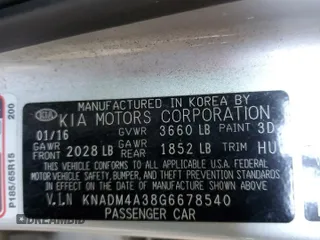 MANUFACTURED IN KOREA BY
KIA KIA MOTORS CORPORATION
01/16 GVWR 3660 LB PAINT 3D
GAWR FRONT 2028 LB GAWR REAR 1852 LB TRIM HU
THIS VEHICLE CONFORMS TO ALL APPLICABLE
U.S. FEDERAL MOTOR VEHICLE
SAFETY, BUMPER, AND THEFT PREVENTION
STANDARDS IN EFFECT ON THE DATE OF
MANUFACTURE SHOWN ABOVE.
V.I.N KNADM4A38G6678540
PASSENGER CAR
P185/65R15
200